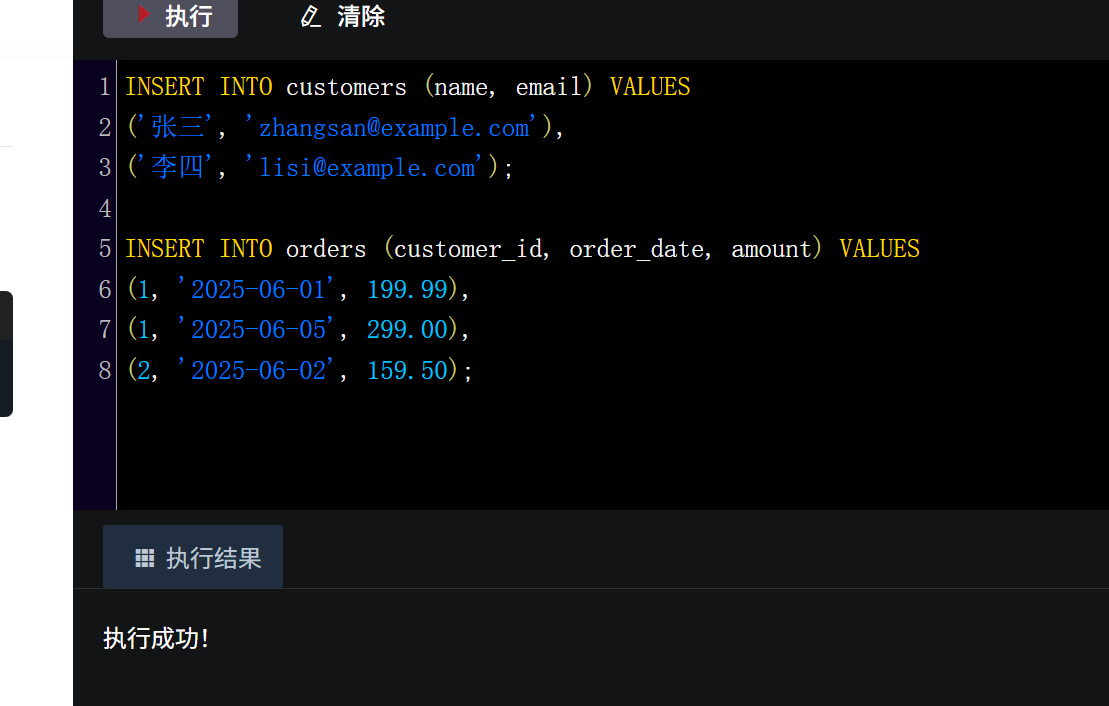 执行 清除
1 INSERT INTO customers (name, email) VALUES
2 ('张三', 'zhangsan@example.com'),
3 ('李四', 'lisi@example.com');
4
5 INSERT INTO orders (customer_id, order_date, amount) VALUES
6 (1, '2025-06-01', 199.99),
7 (1, '2025-06-05', 299.00),
8 (2, '2025-06-02', 159.50);
执行结果
执行成功!